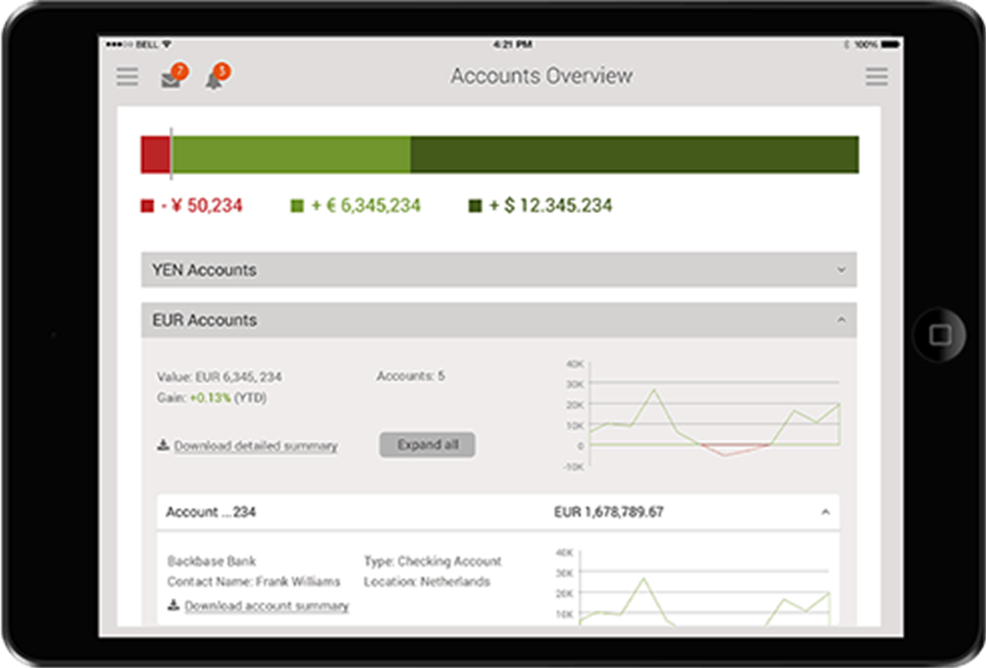 BELL 4:21 PM 100%
7 3 Accounts Overview
- ¥ 50,234 + € 6,345,234 + $ 12.345.234
YEN Accounts
EUR Accounts
Value: EUR 6,345, 234 Accounts: 5
Gain: +0.13% (YTD)
Download detailed summary Expand all
40K
30K
20K
10K
0
-10K
Account ... 234 EUR 1,678,789.67
Backbase Bank Type: Checking Account
Contact Name: Frank Williams Location: Netherlands
Download account summary
40K
30K
20K
10K